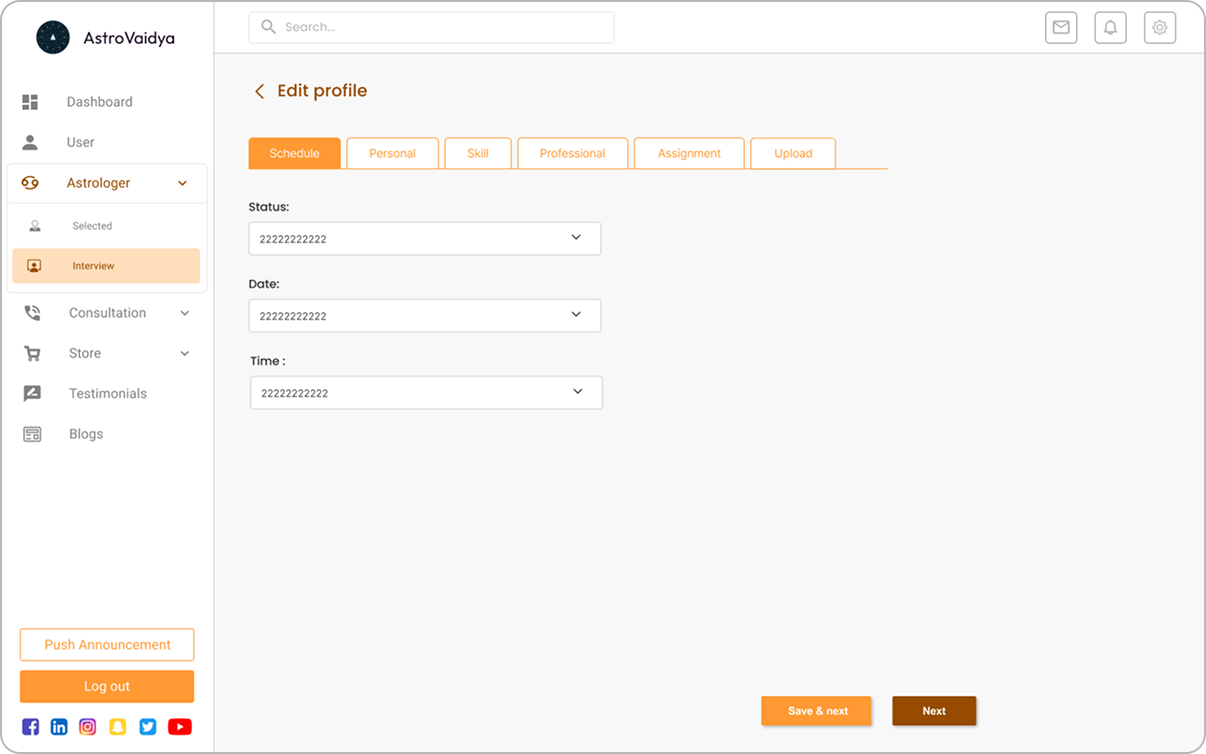 AstroVaidya
Search...
Dashboard
User
Astrologer
Selected
Interview
Consultation
Store
Testimonials
Blogs
Push Announcement
Log out
Edit profile
Schedule Personal Skill Professional Assignment Upload
Status:
22222222222
Date:
22222222222
Time :
22222222222
Save & next Next